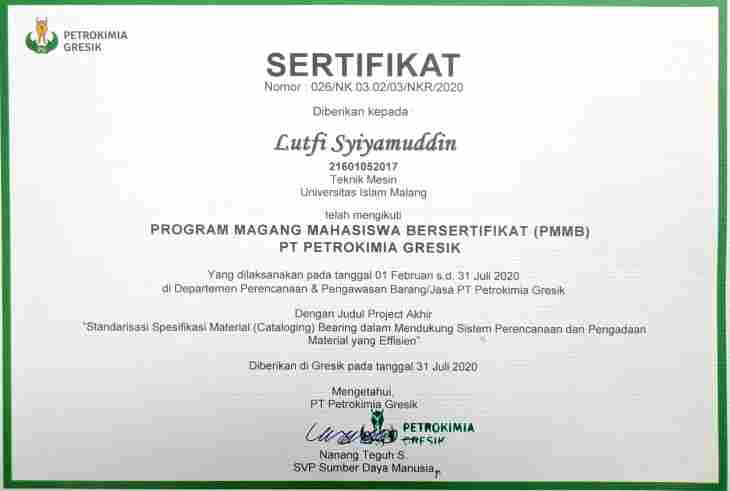 PETROKIMIA
GRESIK
SERTIFIKAT
Nomor : 026/NK.03.02/03/NKR/2020
Diberikan kepada :
Lutfi Syiyamuddin
21601052017
Teknik Mesin
Universitas Islam Malang
telah mengikuti
PROGRAM MAGANG MAHASISWA BERSERTIFIKAT (PMMB)
PT PETROKIMIA GRESIK
Yang dilaksanakan pada tanggal 01 Februari s.d. 31 Juli 2020
di Departemen Perencanaan & Pengawasan Barang/Jasa PT Petrokimia Gresik
Dengan Judul Project Akhir
"Standarisasi Spesifikasi Material (Cataloging) Bearing dalam Mendukung Sistem Perencanaan dan Pengadaan
Material yang Effisien"
Diberikan di Gresik pada tanggal 31 Juli 2020
Mengetahui,
PT Petrokimia Gresik
PETROKIMIA
GRESIK
Nanang Teguh S.
SVP Sumber Daya Manusia